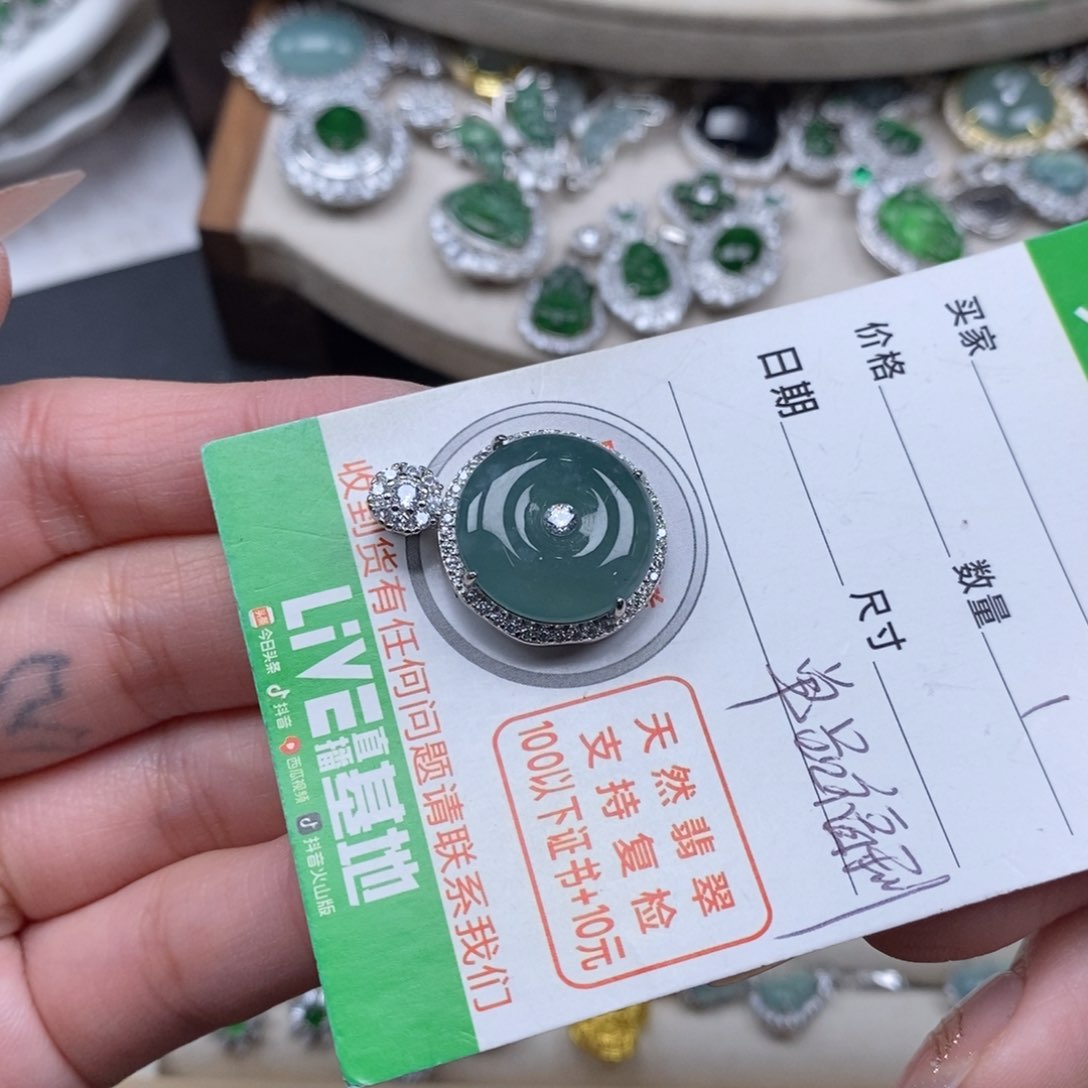 买家
价格
日期
数量
尺寸
天然翡翠
支持复检
100以下证书+10元
收到货有任何问题请联系我们
LiVE直播基地
今日头条
抖音
西瓜视频
抖音火山版